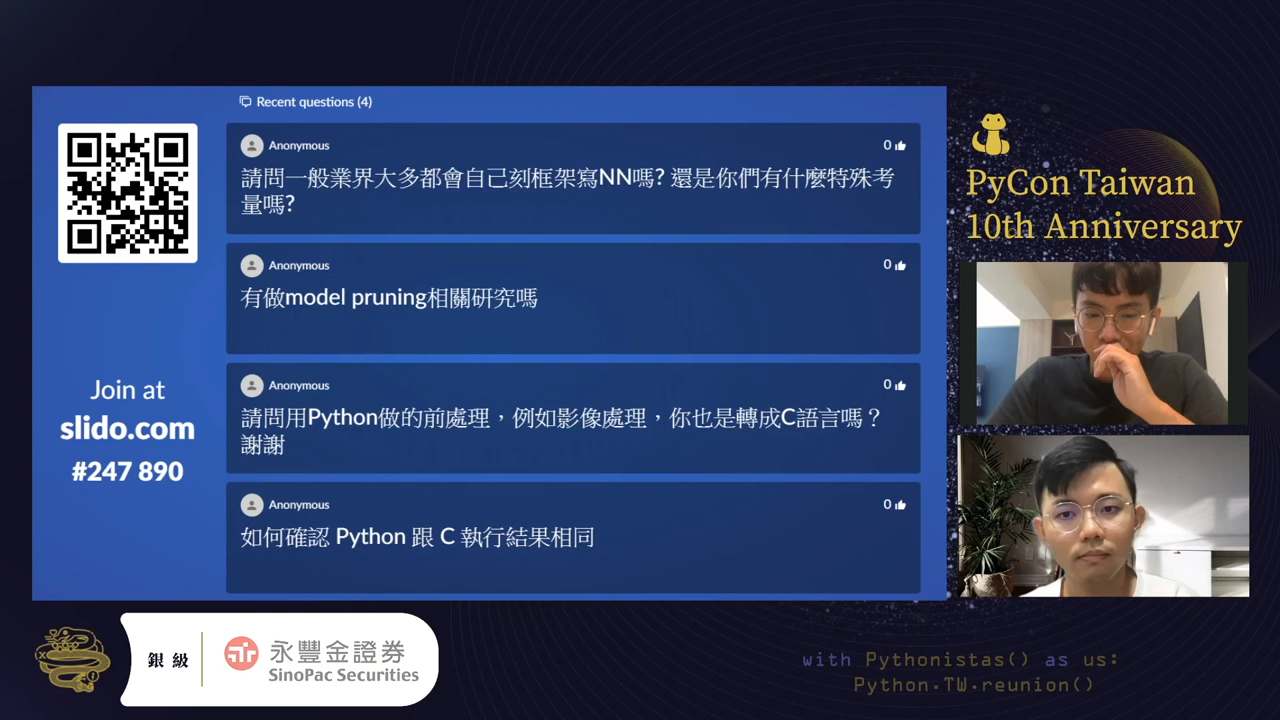 Recent questions (4)
Anonymous
0
請問一般業界大多都會自己刻框架寫NN嗎? 還是你們有什麼特殊考
量嗎?
Anonymous
0
有做model pruning相關研究嗎
Anonymous
0
請問用Python做的前處理，例如影像處理，你也是轉成C語言嗎？
謝謝
Anonymous
0
如何確認 Python 跟 C 執行結果相同
Join at
slido.com
#247 890
PyCon Taiwan
10th Anniversary
銀級
永豐金證券
SinoPac Securities
with Pythonistas() as us:
Python.TW.reunion()